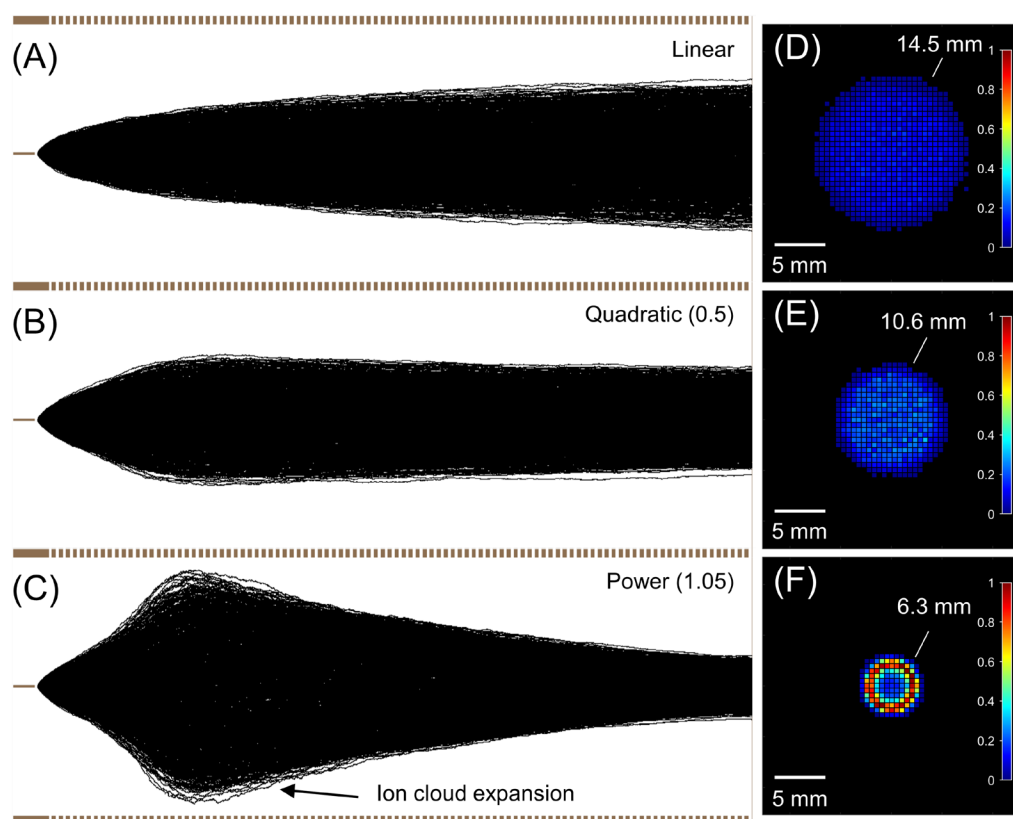 (A)
Linear
(B)
Quadratic (0.5)
(C)
Power (1.05)
Ion cloud expansion
(D)
14.5 mm
1
0.8
0.6
0.4
0.2
0
5 mm
(E)
10.6 mm
1
0.8
0.6
0.4
0.2
0
5 mm
(F)
6.3 mm
1
0.8
0.6
0.4
0.2
0
5 mm